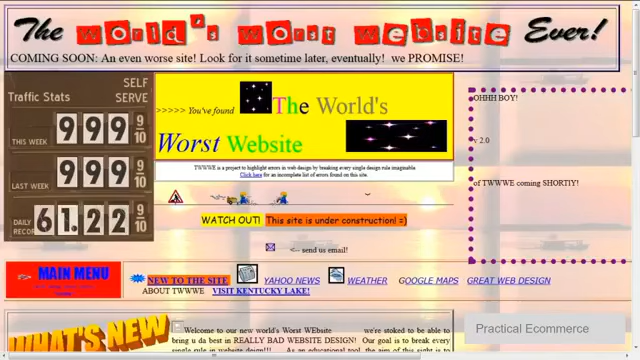 The world's worst website Ever!
COMING SOON: An even worse site! Look for it sometime later, eventually! we PROMISE!
SELF
SERVE
Traffic Stats
THIS WEEK 999 9/10
LAST WEEK 999 9/10
DAILY RECORD 61.22 9/10
>>>>> You've found The World's
Worst Website
TWWWE is a project to highlight errors in web design by breaking every single design rule imaginable
Click here for an incomplete list of errors found on this site.
WATCH OUT! This site is under construction! =)
<-- send us email!
OHHH BOY!
v 2.0
of TWWWE coming SHORTIY!
MAIN MENU
NEW TO THE SITE YAHOO NEWS WEATHER GOOGLE MAPS GREAT WEB DESIGN
ABOUT TWWWE VISIT KENTUCKY LAKE!
WHAT'S NEW
Welcome to our new world's Worst WEbsite we're stoked to be able to
bring u da best in REALLY BAD WEBSITE DESIGN! Our goal is to break every
single rule in website design!!! As an educational tool, the aim of this sight is to
Practical Ecommerce